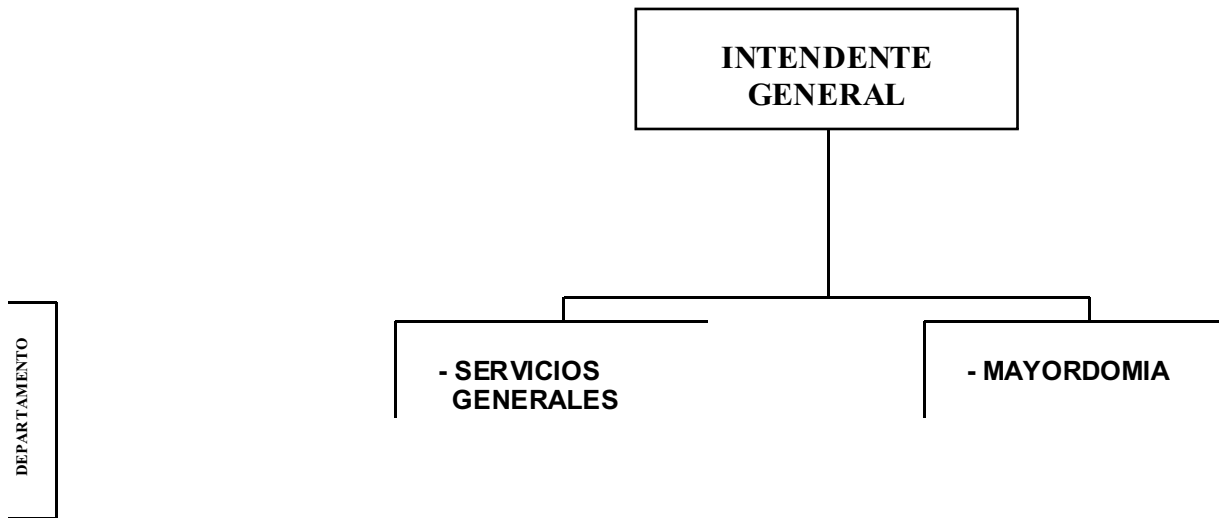 INTENDENTE
GENERAL
- SERVICIOS
GENERALES
- MAYORDOMIA
DEPARTAMENTO